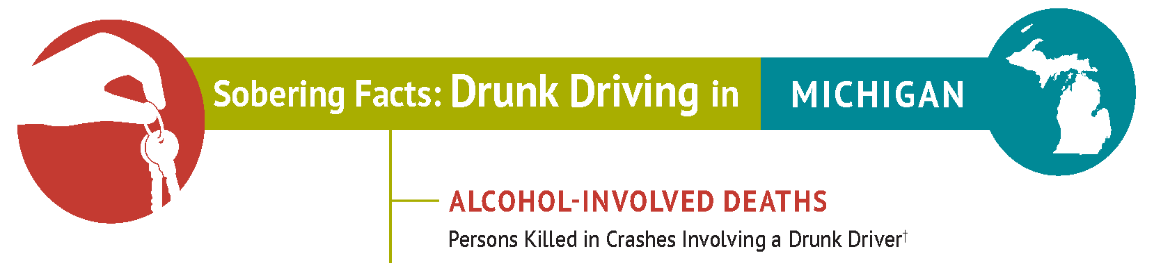 Sobering Facts: Drunk Driving in MICHIGAN
ALCOHOL-INVOLVED DEATHS
Persons Killed in Crashes Involving a Drunk Driver†